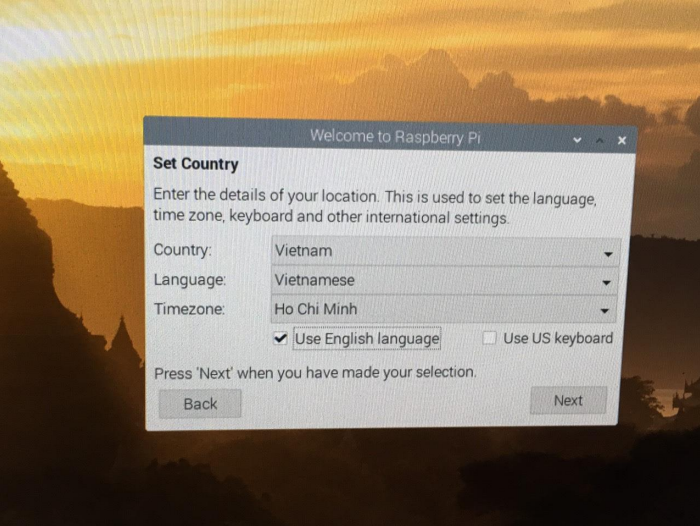 Welcome to Raspberry Pi
Set Country
Enter the details of your location. This is used to set the language,
time zone, keyboard and other international settings.
Country: Vietnam
Language: Vietnamese
Timezone: Ho Chi Minh
Use English language Use US keyboard
Press 'Next' when you have made your selection.
Back Next